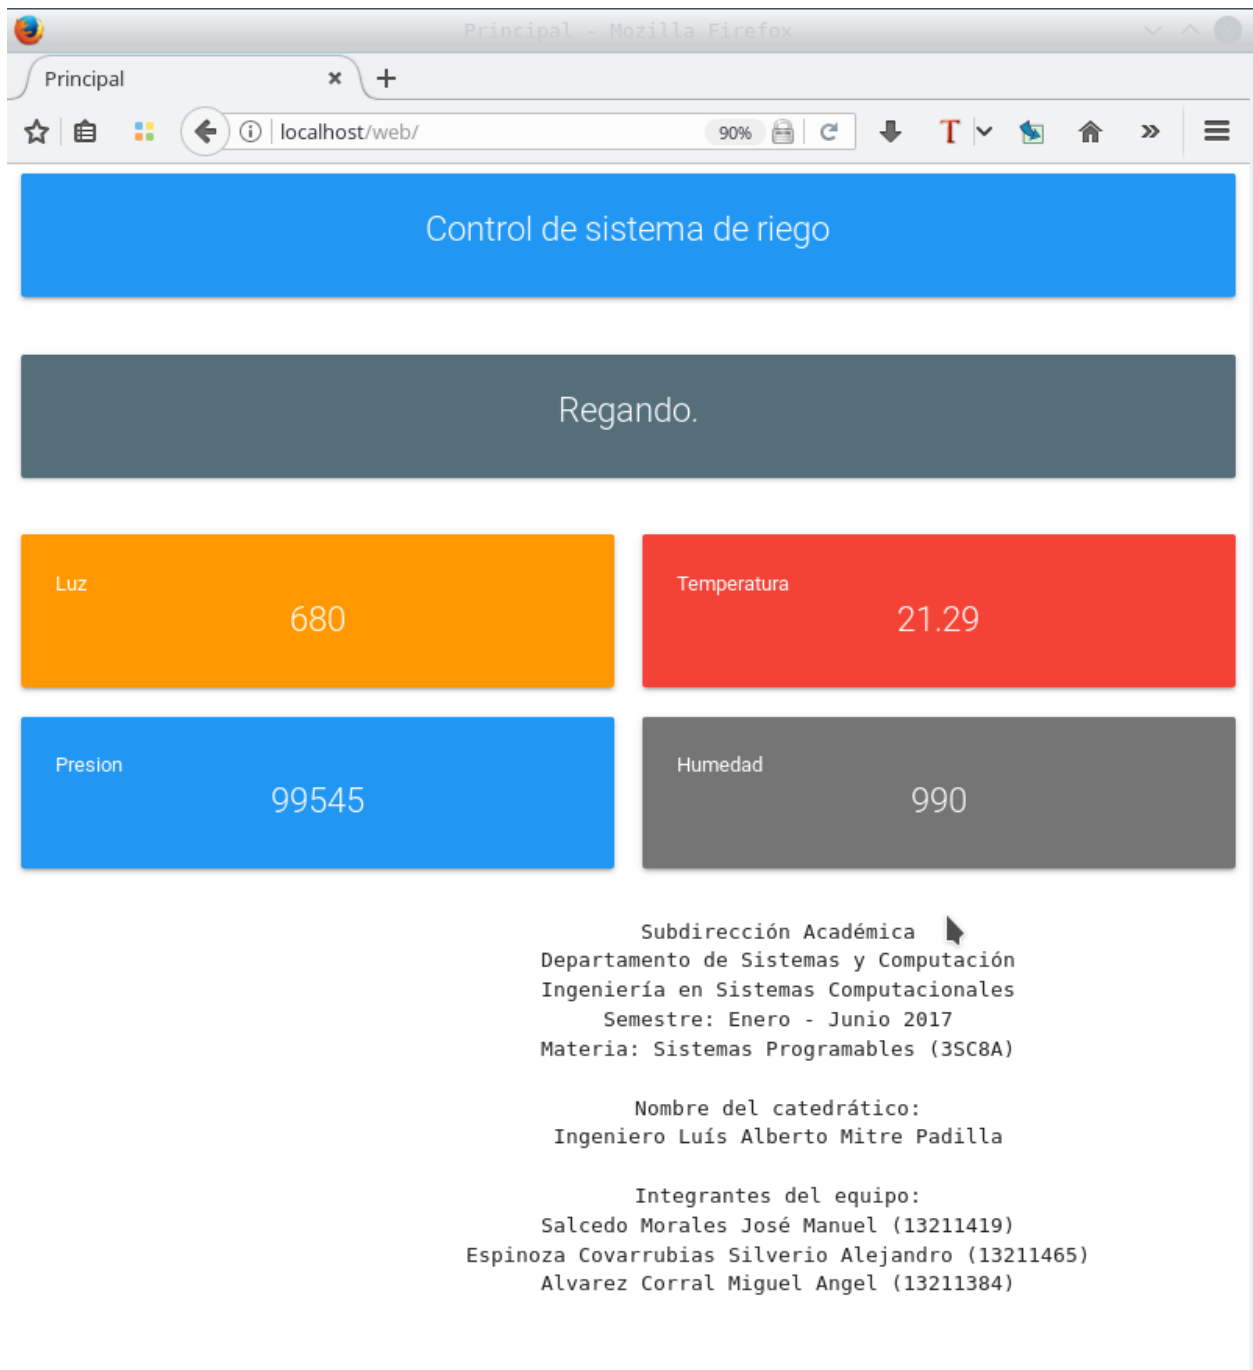 Principal - Mozilla Firefox
Principal
localhost/web/ 90%
Control de sistema de riego
Regando.
Luz
680
Temperatura
21.29
Presion
99545
Humedad
990
Subdirección Académica
Departamento de Sistemas y Computación
Ingeniería en Sistemas Computacionales
Semestre: Enero - Junio 2017
Materia: Sistemas Programables (3SC8A)
Nombre del catedrático:
Ingeniero Luís Alberto Mitre Padilla
Integrantes del equipo:
Salcedo Morales José Manuel (13211419)
Espinoza Covarrubias Silverio Alejandro (13211465)
Alvarez Corral Miguel Angel (13211384)